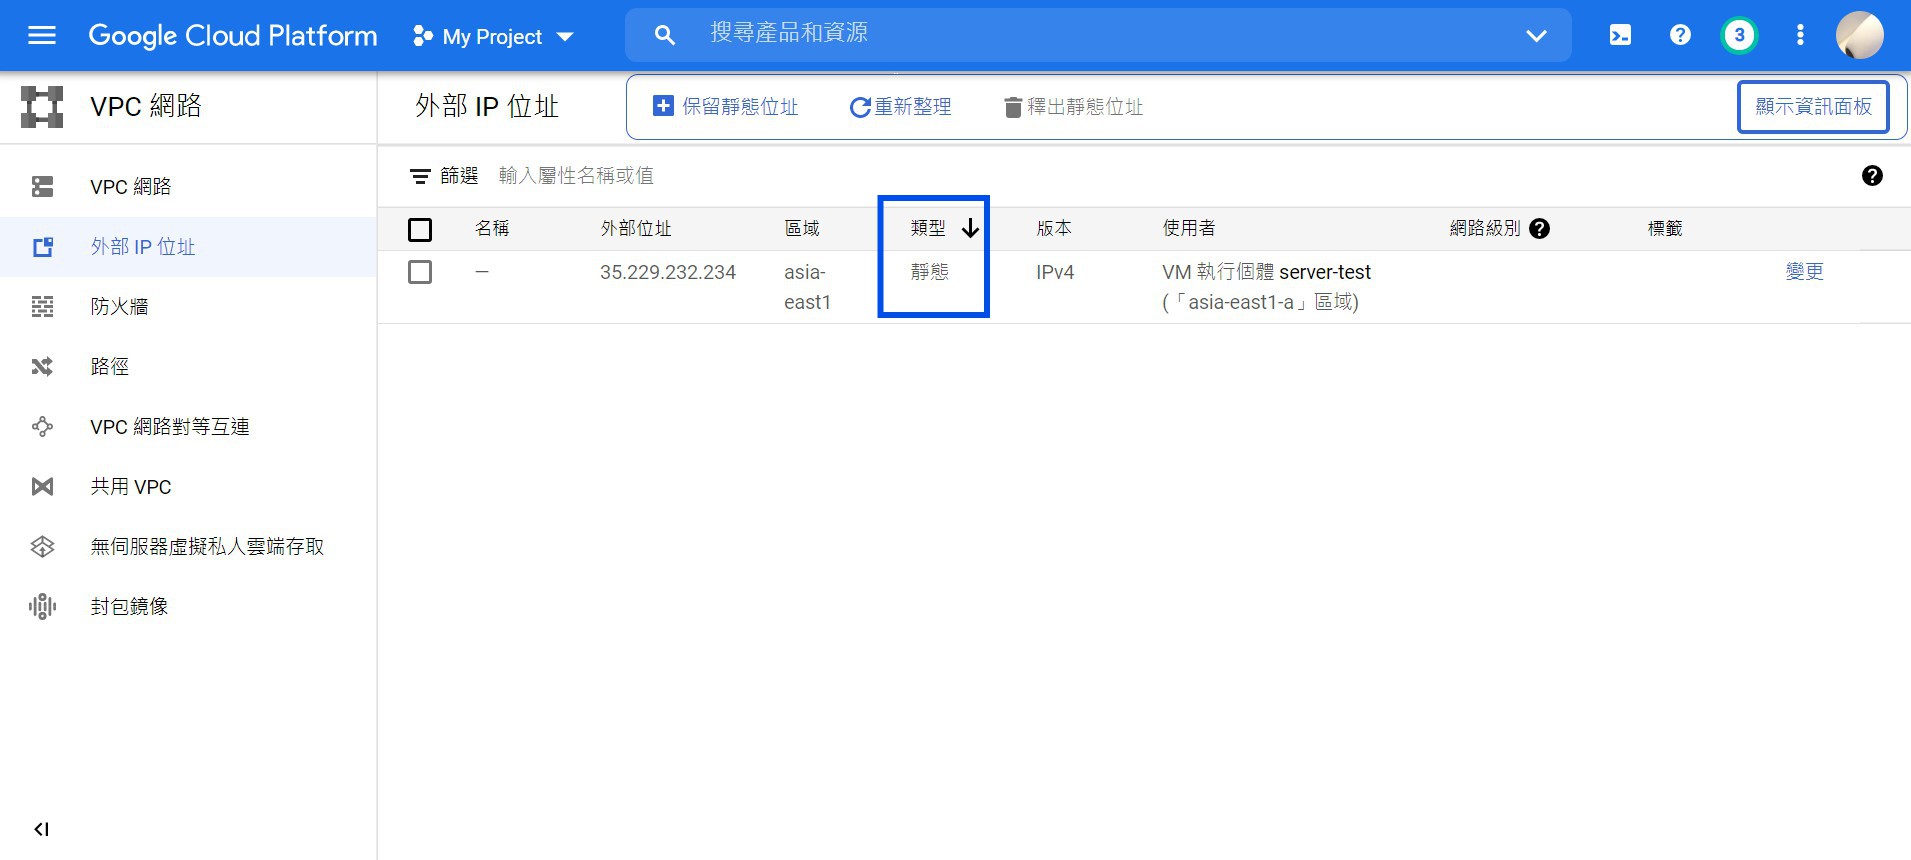 Google Cloud Platform My Project 搜尋產品和資源 3
VPC 網路 外部 IP 位址 保留靜態位址 重新整理 釋出靜態位址 顯示資訊面板
VPC 網路
外部 IP 位址
防火牆
路徑
VPC 網路對等互連
共用 VPC
無伺服器虛擬私人雲端存取
封包鏡像
篩選 輸入屬性名稱或值
名稱 外部位址 區域 類型 版本 使用者 網路級別 標籤
— 35.229.232.234 asia- 靜態 IPv4 VM 執行個體 server-test 變更
east1 (「asia-east1-a」區域)